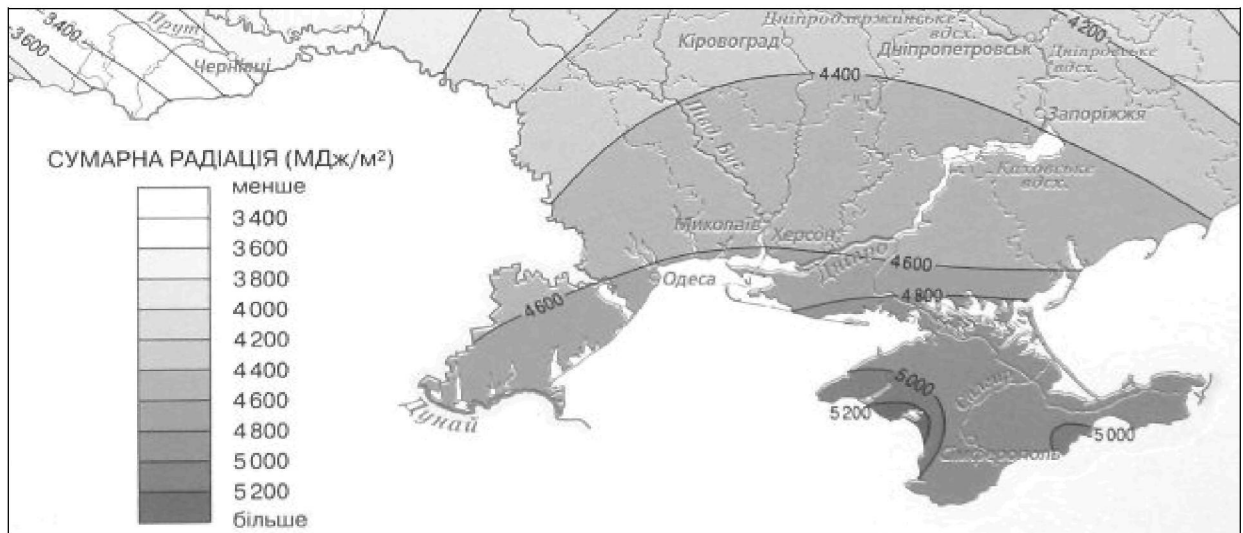 Прут
3400
3600
Чернівці
Кіровоград
Дніпродзержинське
вдсх.
Дніпропетровськ
4200
Дніпровське
вдсх.
4400
Запоріжжя
Півд. Буг
Каховське
вдсх.
СУМАРНА РАДІАЦІЯ (МДж/м²)
менше
3400
3600
3800
4000
4200
4400
4600
4800
5000
5200
більше
Миколаїв
Херсон
Дніпро
4600
Одеса
4600
4800
Дунай
5000
5200
Салгир
5000
Сімферополь